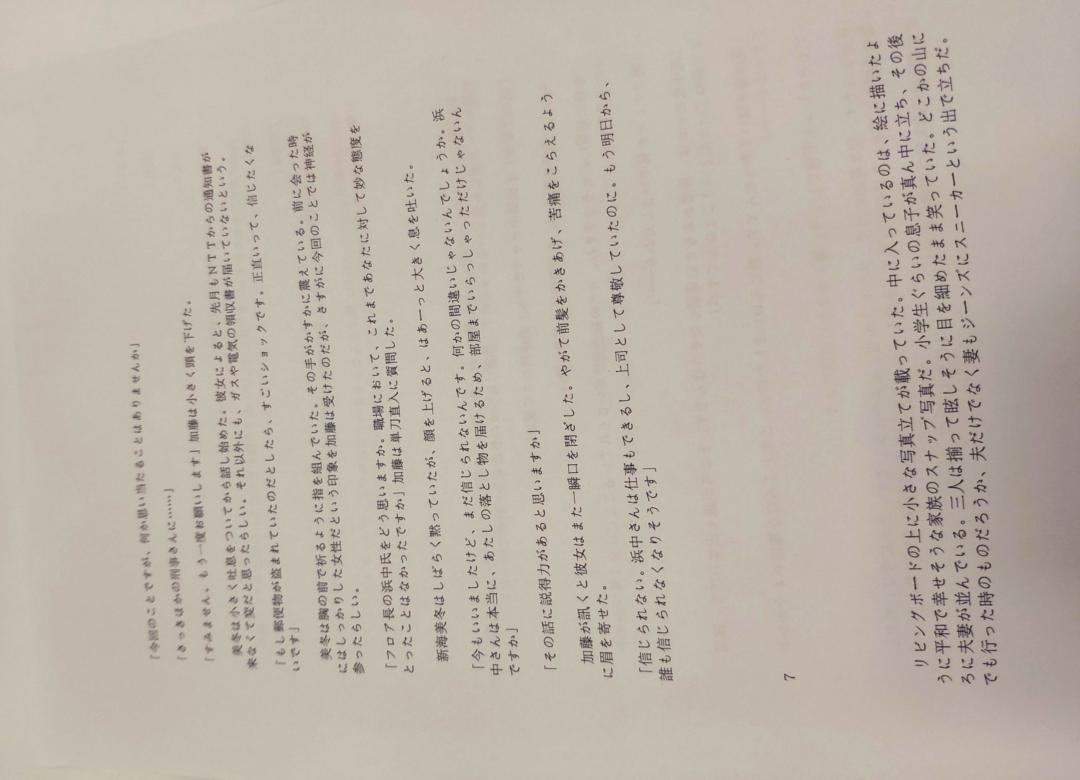 「今回のことですが、何か思い当たることはありませんか」
「さっきほかの刑事さんに……」
「すみません、もう一度お願いします」加藤は小さく頭を下げた。
美冬は小さく吐息をついてから話し始めた。彼女によると、先月もＮＴＴからの通知書が
来なくて変だと思ったらしい。それ以外にも、ガスや電気の領収書が届いていないという。
「もし郵便物が盗まれていたのだとしたら、すごいショックです。正直いって、信じたくな
いです」
美冬は胸の前で祈るように指を組んでいた。その手がかすかに震えている。前に会った時
にはしっかりした女性だという印象を加藤は受けたのだが、さすがに今回のことでは神経が
参ったらしい。
「フロア長の浜中氏をどう思いますか。職場において、これまであなたに対して妙な態度を
とったことはなかったですか」加藤は単刀直入に質問した。
新海美冬はしばらく黙っていたが、顔を上げると、はあーっと大きく息を吐いた。
「今もいいましたけど、まだ信じられないんです。何かの間違いじゃないんでしょうか。浜
中さんは本当に、あたしの落とし物を届けるため、部屋までいらっしゃっただけじゃないん
ですか」
「その話に説得力があると思いますか」
加藤が訊くと彼女はまた一瞬口を閉ざした。やがて前髪をかきあげ、苦痛をこらえるよう
に眉を寄せた。
「信じられない。浜中さんは仕事もできるし、上司として尊敬していたのに。もう明日から、
誰も信じられなくなりそうです」
7
リビングボードの上に小さな写真立てが載っていた。中に入っているのは、絵に描いたよ
うに平和で幸せそうな家族のスナップ写真だ。小学生ぐらいの息子が真ん中に立ち、その後
ろに夫妻が並んでいる。三人は揃って眩しそうに目を細めたまま笑っていた。どこかの山に
でも行った時のものだろうか、夫だけでなく妻もジーンズにスニーカーという出で立ちだ。